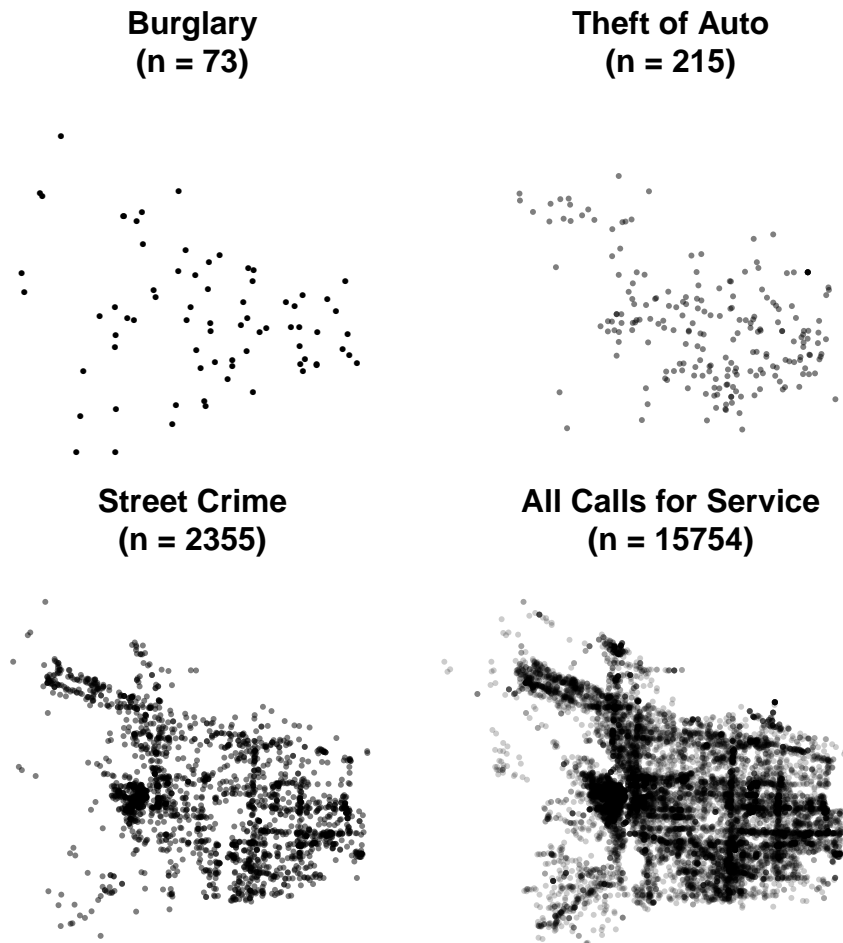 Burglary
(n = 73)
Theft of Auto
(n = 215)
Street Crime
(n = 2355)
All Calls for Service
(n = 15754)